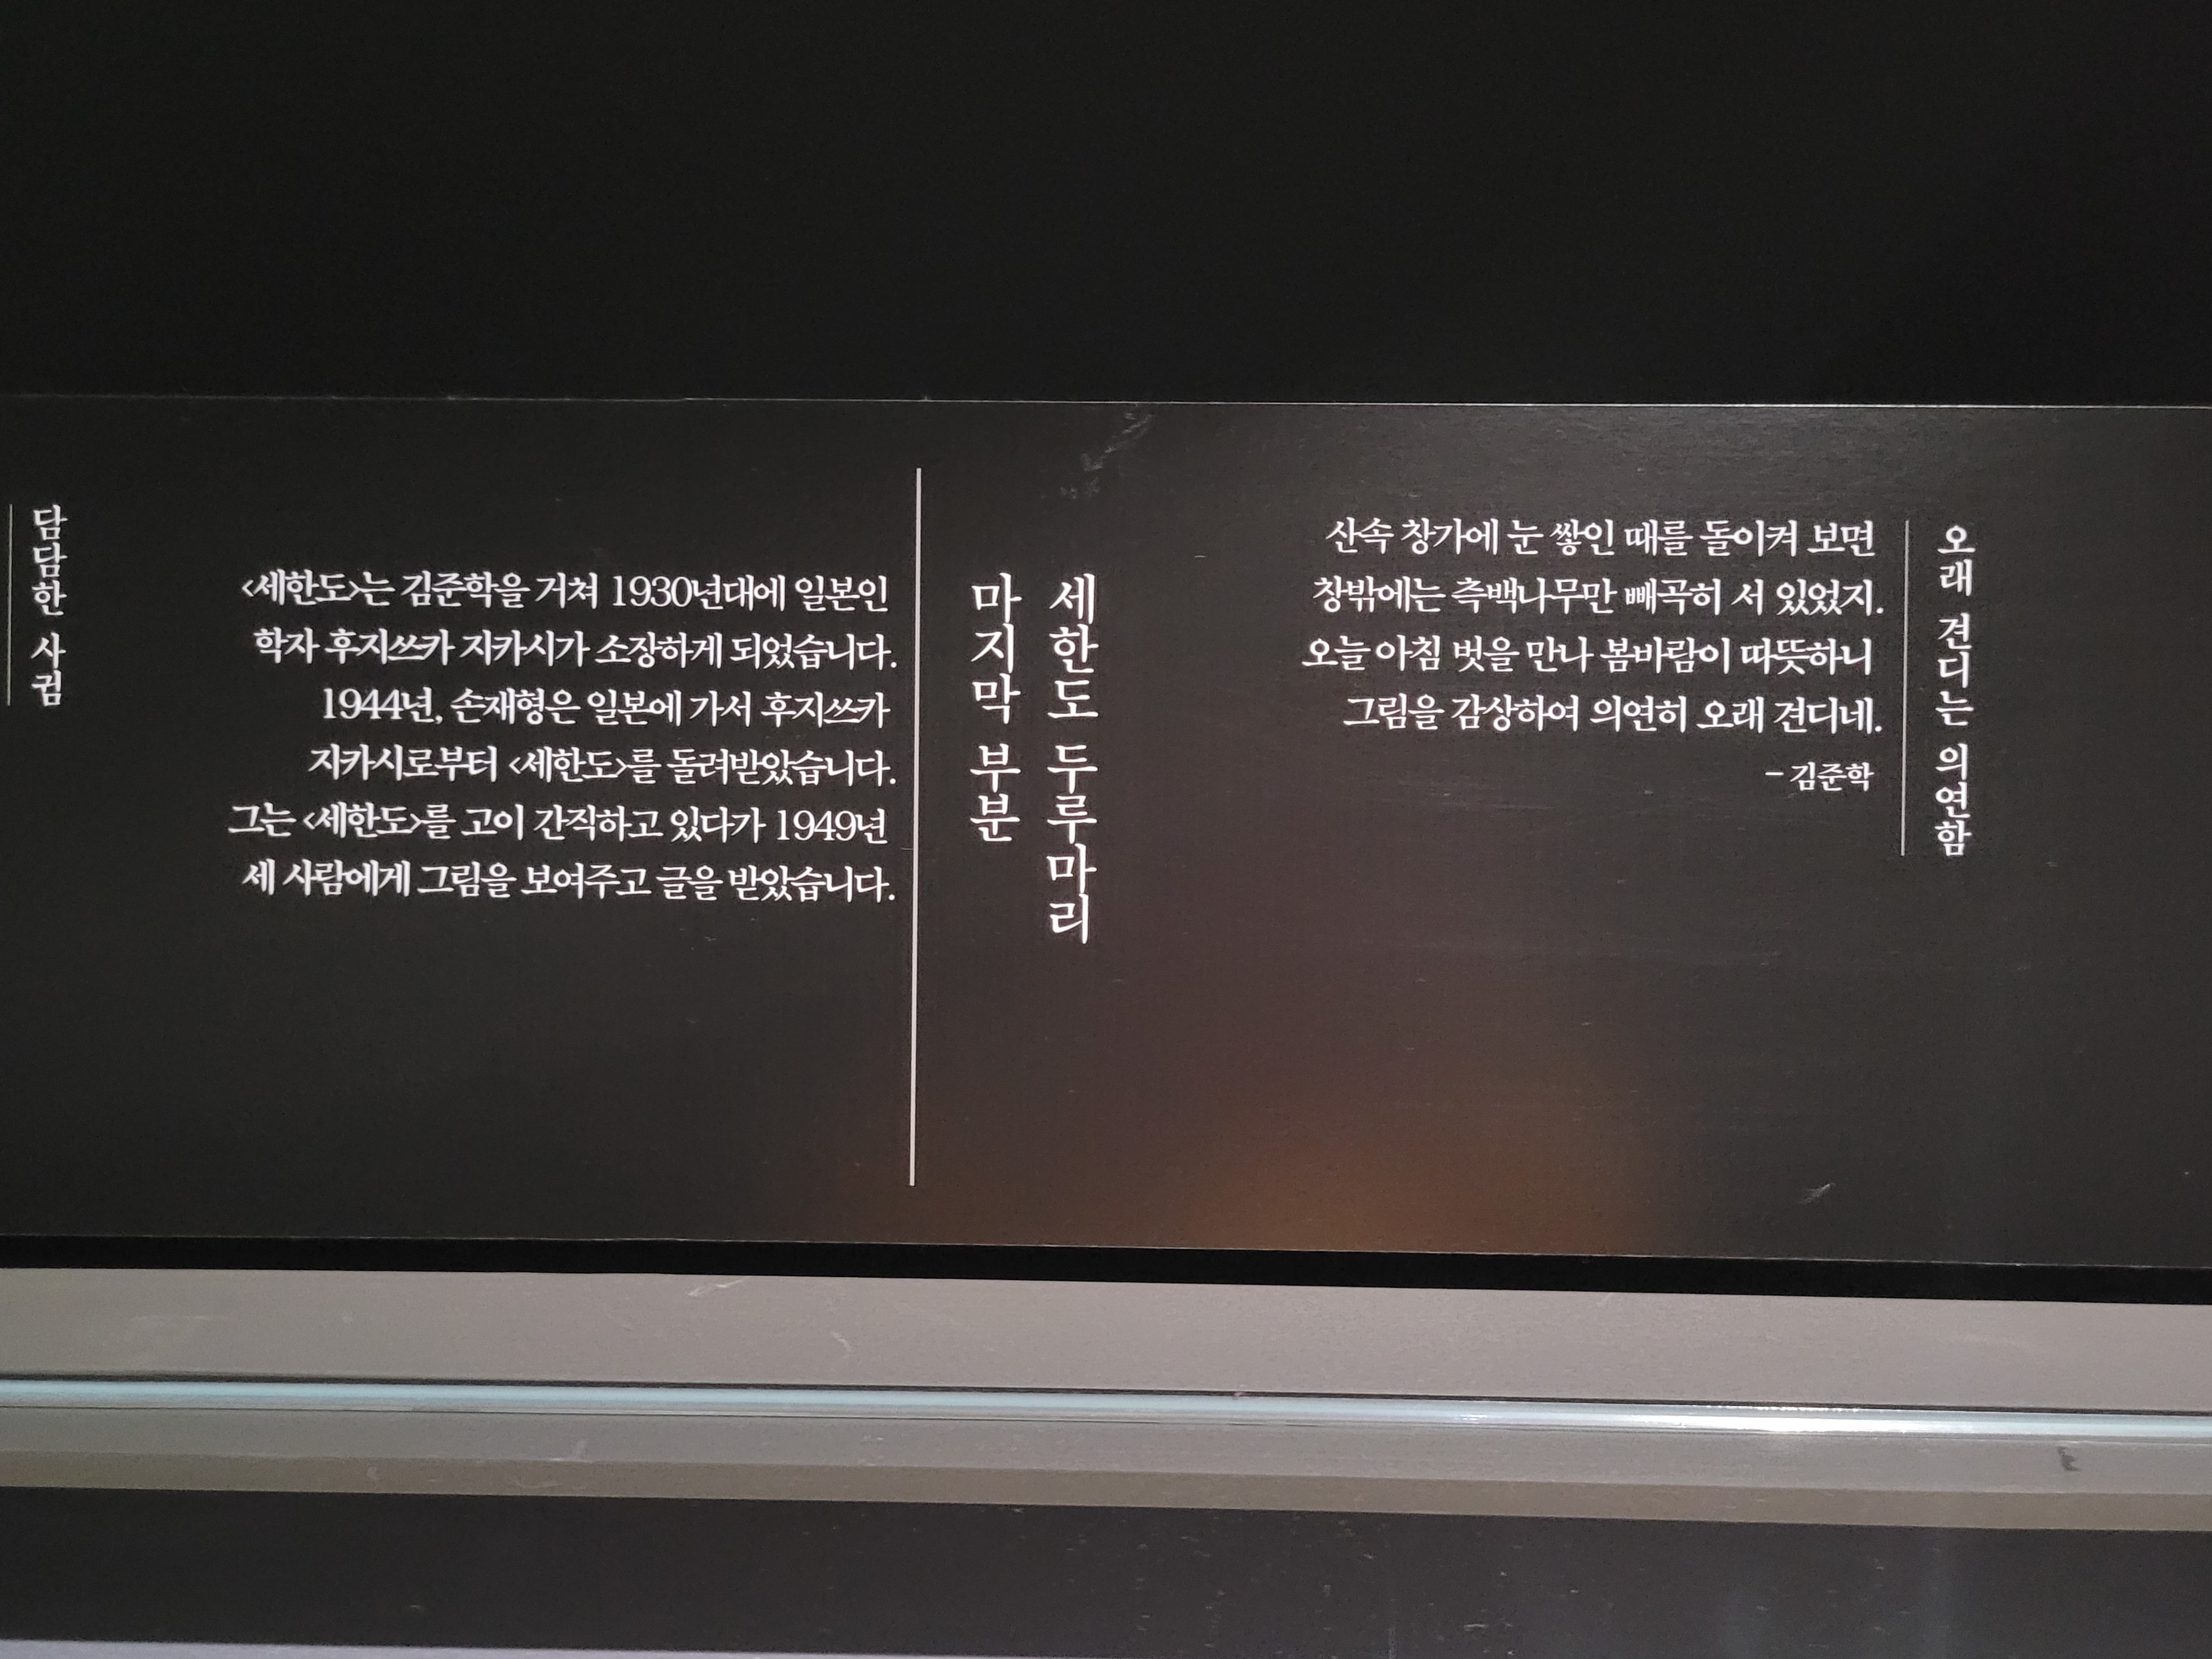 오래 견디는 의연함
산속 창가에 눈 쌓인 때를 돌이켜 보면
창밖에는 측백나무만 빼곡히 서 있었지.
오늘 아침 벗을 만나 봄바람이 따뜻하니
그림을 감상하여 의연히 오래 견디네.
- 김준학
세한도 두루마리
마지막 부분
<세한도>는 김준학을 거쳐 1930년대에 일본인
학자 후지쓰카 지카시가 소장하게 되었습니다.
1944년, 손재형은 일본에 가서 후지쓰카
지카시로부터 <세한도>를 돌려받았습니다.
그는 <세한도>를 고이 간직하고 있다가 1949년
세 사람에게 그림을 보여주고 글을 받았습니다.
담담한 사귐